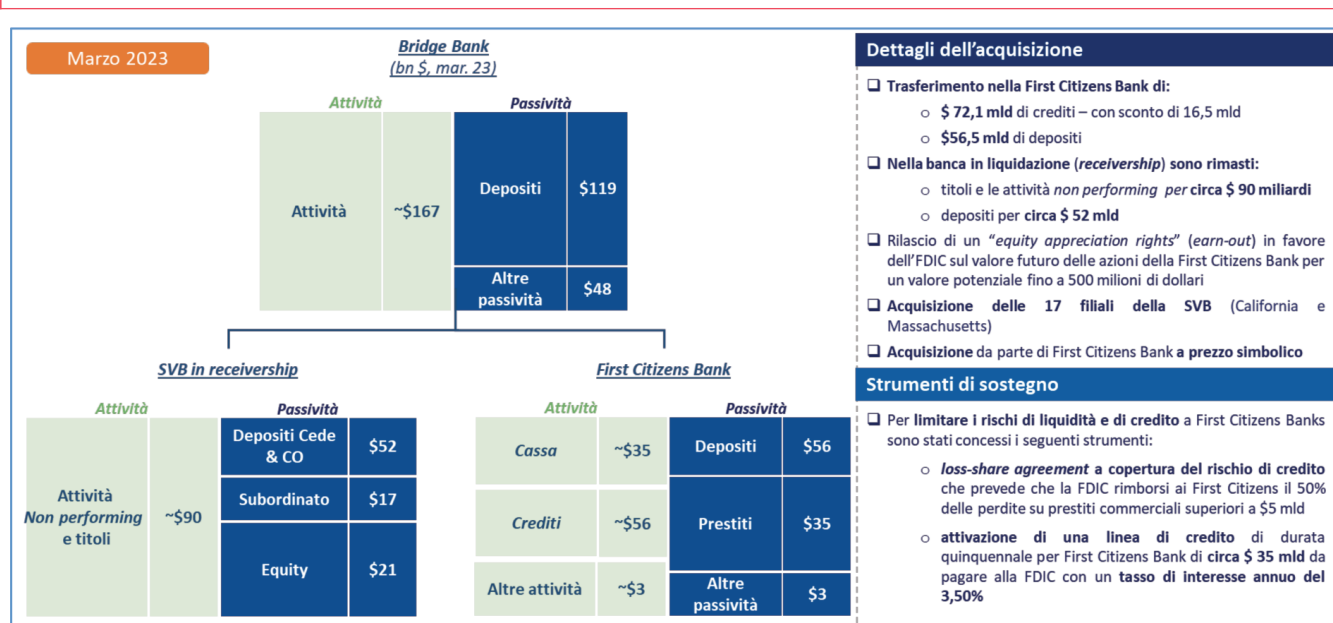 Marzo 2023
Bridge Bank
(bn $, mar. 23)
Attività
Passività
Attività
~$167
Depositi
$119
Altre
passività
$48
SVB in receivership
Attività
Passività
Attività
Non performing
e titoli
~$90
Depositi Cede
& CO
$52
Subordinato
$17
Equity
$21
First Citizens Bank
Attività
Passività
Cassa
~$35
Crediti
~$56
Altre attività
~$3
Depositi
$56
Prestiti
$35
Altre
passività
$3
Dettagli dell'acquisizione
❑ Trasferimento nella First Citizens Bank di:
o $ 72,1 mld di crediti – con sconto di 16,5 mld
o $56,5 mld di depositi
❑ Nella banca in liquidazione (receivership) sono rimasti:
o titoli e le attività non performing per circa $ 90 miliardi
o depositi per circa $ 52 mld
❑ Rilascio di un "equity appreciation rights" (earn-out) in favore
dell'FDIC sul valore futuro delle azioni della First Citizens Bank per
un valore potenziale fino a 500 milioni di dollari
❑ Acquisizione delle 17 filiali della SVB (California e
Massachusetts)
❑ Acquisizione da parte di First Citizens Bank a prezzo simbolico
Strumenti di sostegno
❑ Per limitare i rischi di liquidità e di credito a First Citizens Banks
sono stati concessi i seguenti strumenti:
o loss-share agreement a copertura del rischio di credito
che prevede che la FDIC rimborsi ai First Citizens il 50%
delle perdite su prestiti commerciali superiori a $5 mld
o attivazione di una linea di credito di durata
quinquennale per First Citizens Bank di circa $ 35 mld da
pagare alla FDIC con un tasso di interesse annuo del
3,50%